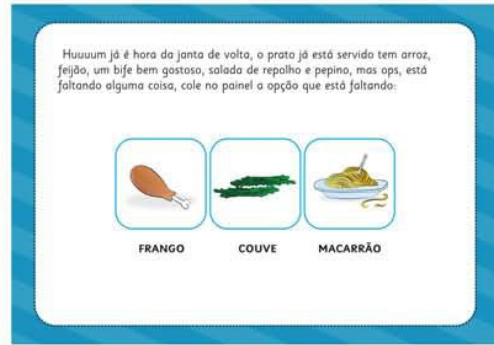 Huuuum já é hora da janta de volta, o prato já está servido tem arroz,
feijão, um bife bem gostoso, salada de repolho e pepino, mas ops, está
faltando alguma coisa, cole no painel a opção que está faltando:
FRANGO COUVE MACARRÃO